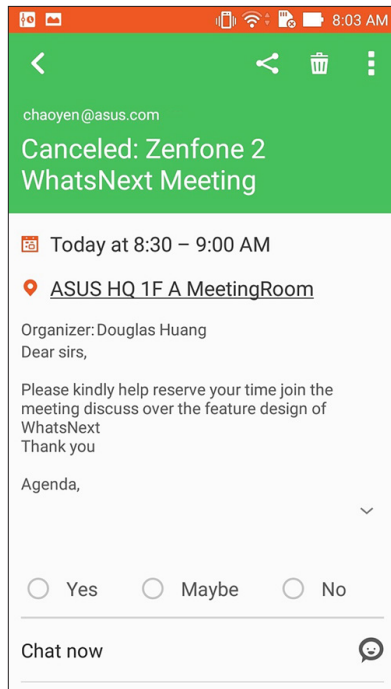 8:03 AM
chaoyen@asus.com
Canceled: Zenfone 2
WhatsNext Meeting
Today at 8:30 – 9:00 AM
ASUS HQ 1F A MeetingRoom
Organizer: Douglas Huang
Dear sirs,
Please kindly help reserve your time join the
meeting discuss over the feature design of
WhatsNext
Thank you
Agenda,
Yes Maybe No
Chat now